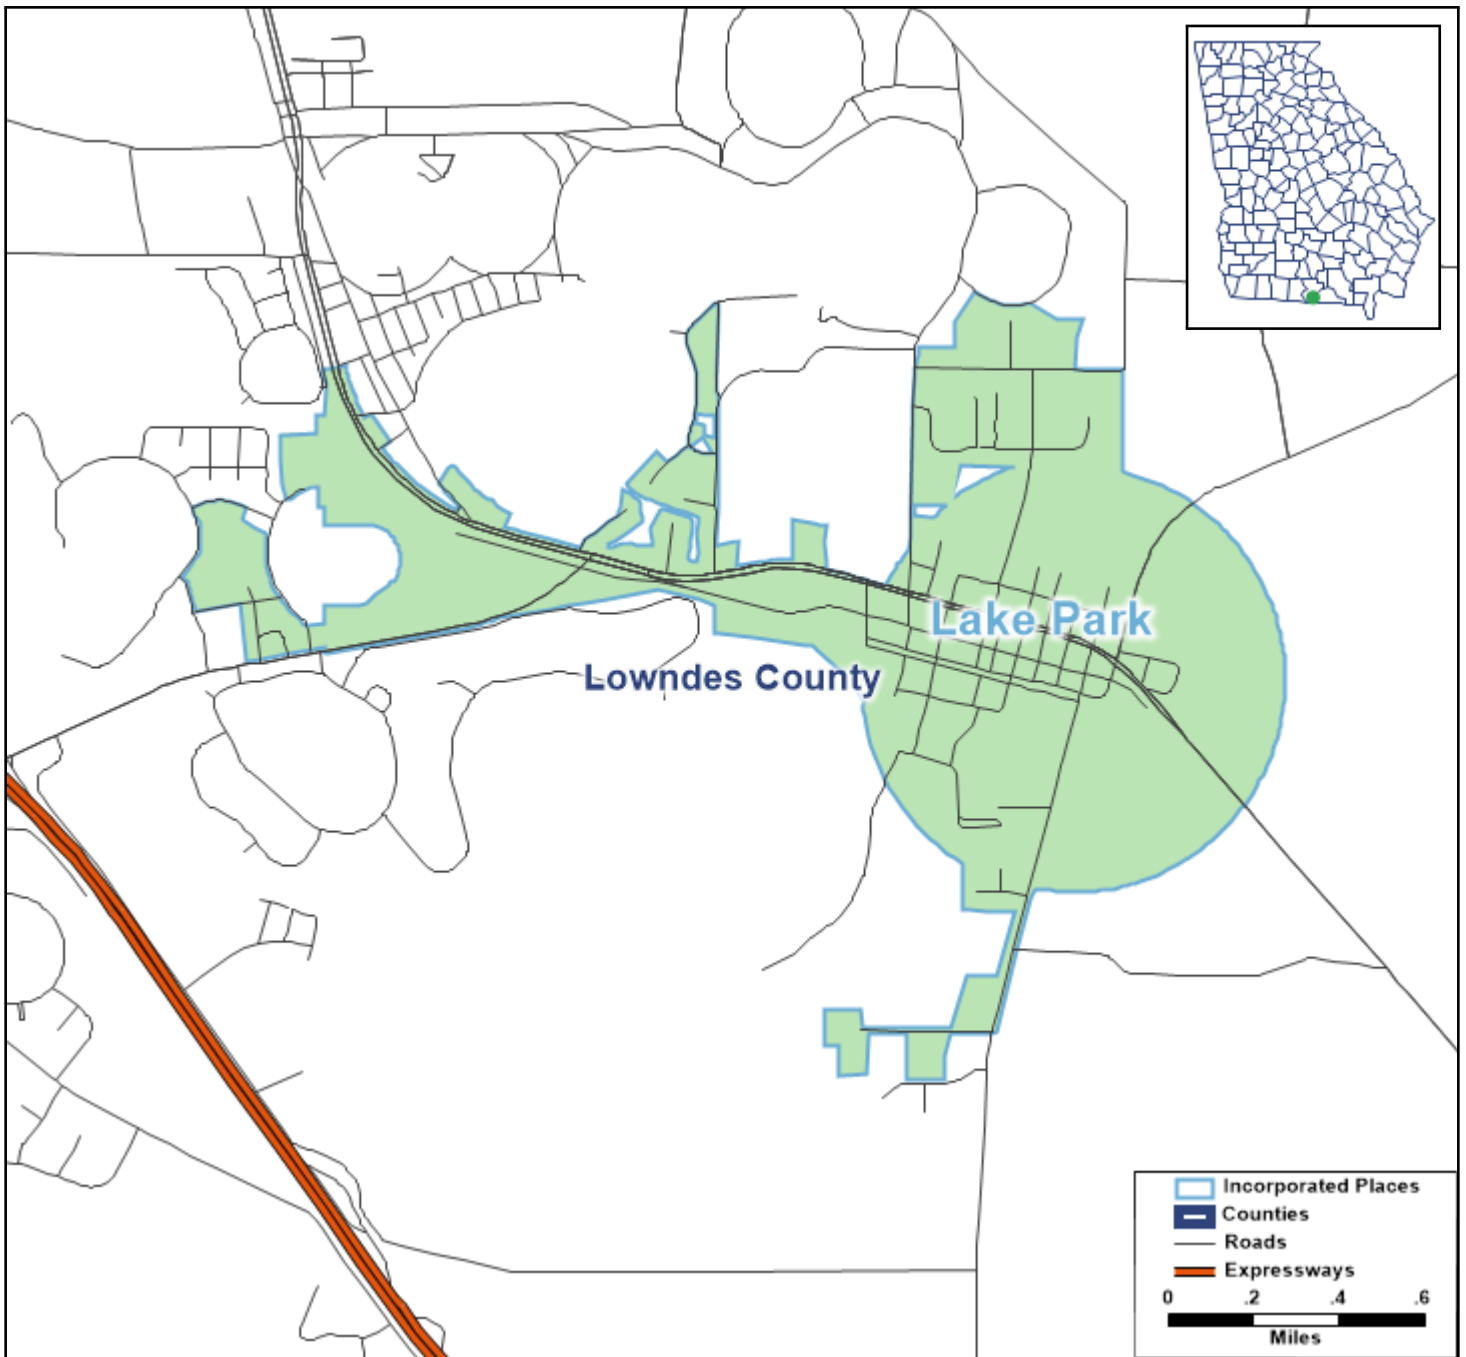 Lake Park
Lowndes County
Incorporated Places
Counties
Roads
Expressways
0 .2 .4 .6
Miles